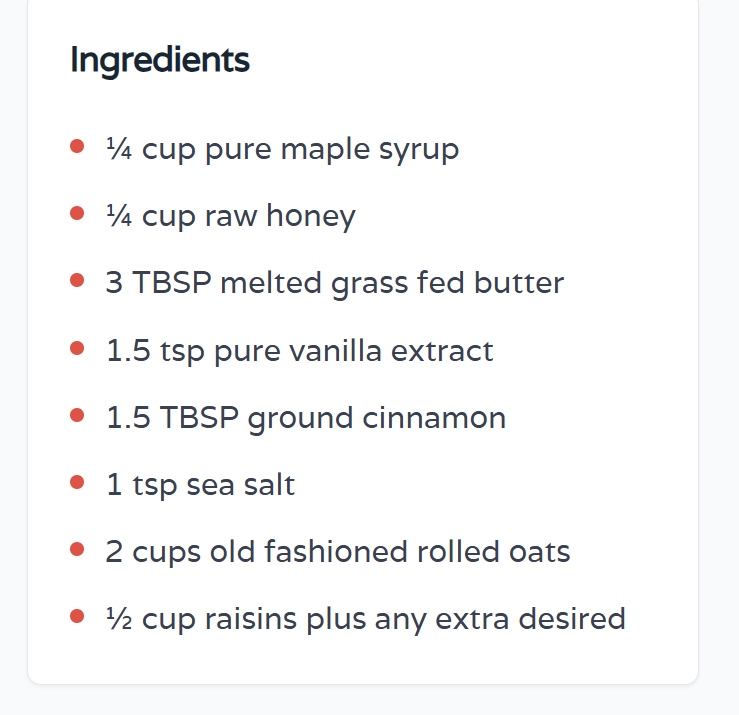 Ingredients
¼ cup pure maple syrup
¼ cup raw honey
3 TBSP melted grass fed butter
1.5 tsp pure vanilla extract
1.5 TBSP ground cinnamon
1 tsp sea salt
2 cups old fashioned rolled oats
½ cup raisins plus any extra desired